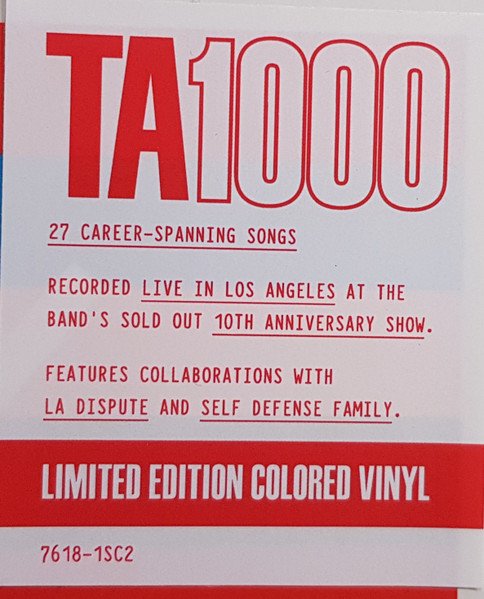 TA1000
27 CAREER-SPANNING SONGS
RECORDED LIVE IN LOS ANGELES AT THE
BAND'S SOLD OUT 10TH ANNIVERSARY SHOW.
FEATURES COLLABORATIONS WITH
LA DISPUTE AND SELF DEFENSE FAMILY.
LIMITED EDITION COLORED VINYL
7618-1SC2